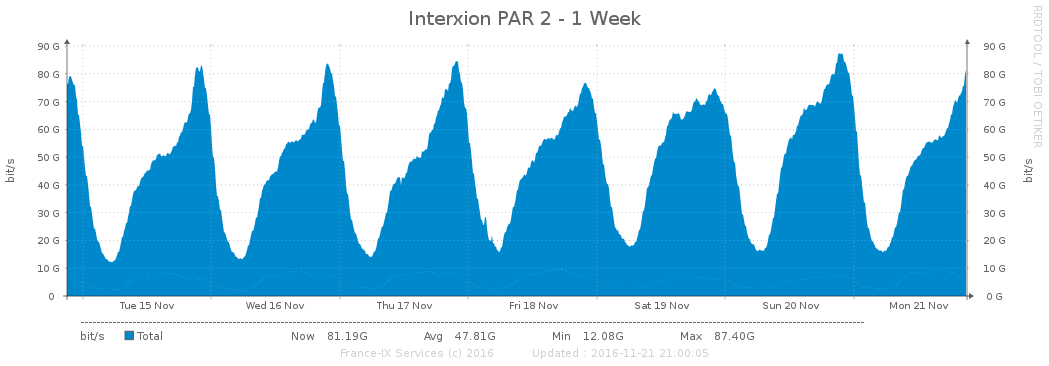 Interxion PAR 2 - 1 Week
RRDTOOL / TOBI OETIKER
bit/s
90 G 90 G
80 G 80 G
70 G 70 G
60 G 60 G
50 G 50 G
40 G 40 G
30 G 30 G
20 G 20 G
10 G 10 G
0 0 G
bit/s
Tue 15 Nov Wed 16 Nov Thu 17 Nov Fri 18 Nov Sat 19 Nov Sun 20 Nov Mon 21 Nov
bit/s Total Now 81.19G Avg 47.81G Min 12.08G Max 87.40G
France-IX Services (c) 2016 Updated : 2016-11-21 21:00:05